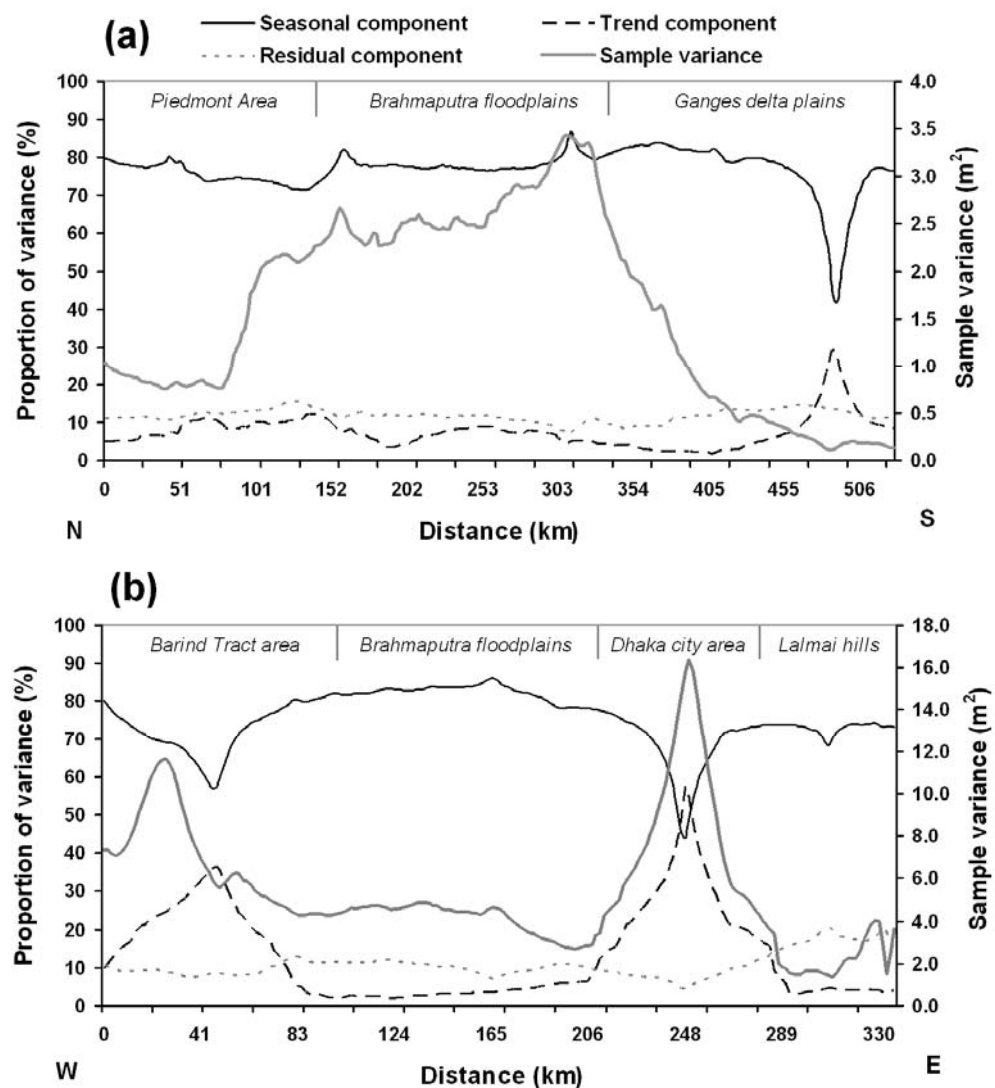 (a)
Seasonal component
Trend component
Residual component
Sample variance
Piedmont Area
Brahmaputra floodplains
Ganges delta plains
Proportion of variance (%)
100
90
80
70
60
50
40
30
20
10
0
4.0
3.5
3.0
2.5
2.0
1.5
1.0
0.5
0.0
Sample variance (m²)
0 51 101 152 202 253 303 354 405 455 506
N
Distance (km)
S
(b)
Barind Tract area
Brahmaputra floodplains
Dhaka city area
Lalmai hills
Proportion of variance (%)
100
90
80
70
60
50
40
30
20
10
0
18.0
16.0
14.0
12.0
10.0
8.0
6.0
4.0
2.0
0.0
Sample variance (m²)
0 41 83 124 165 206 248 289 330
W
Distance (km)
E